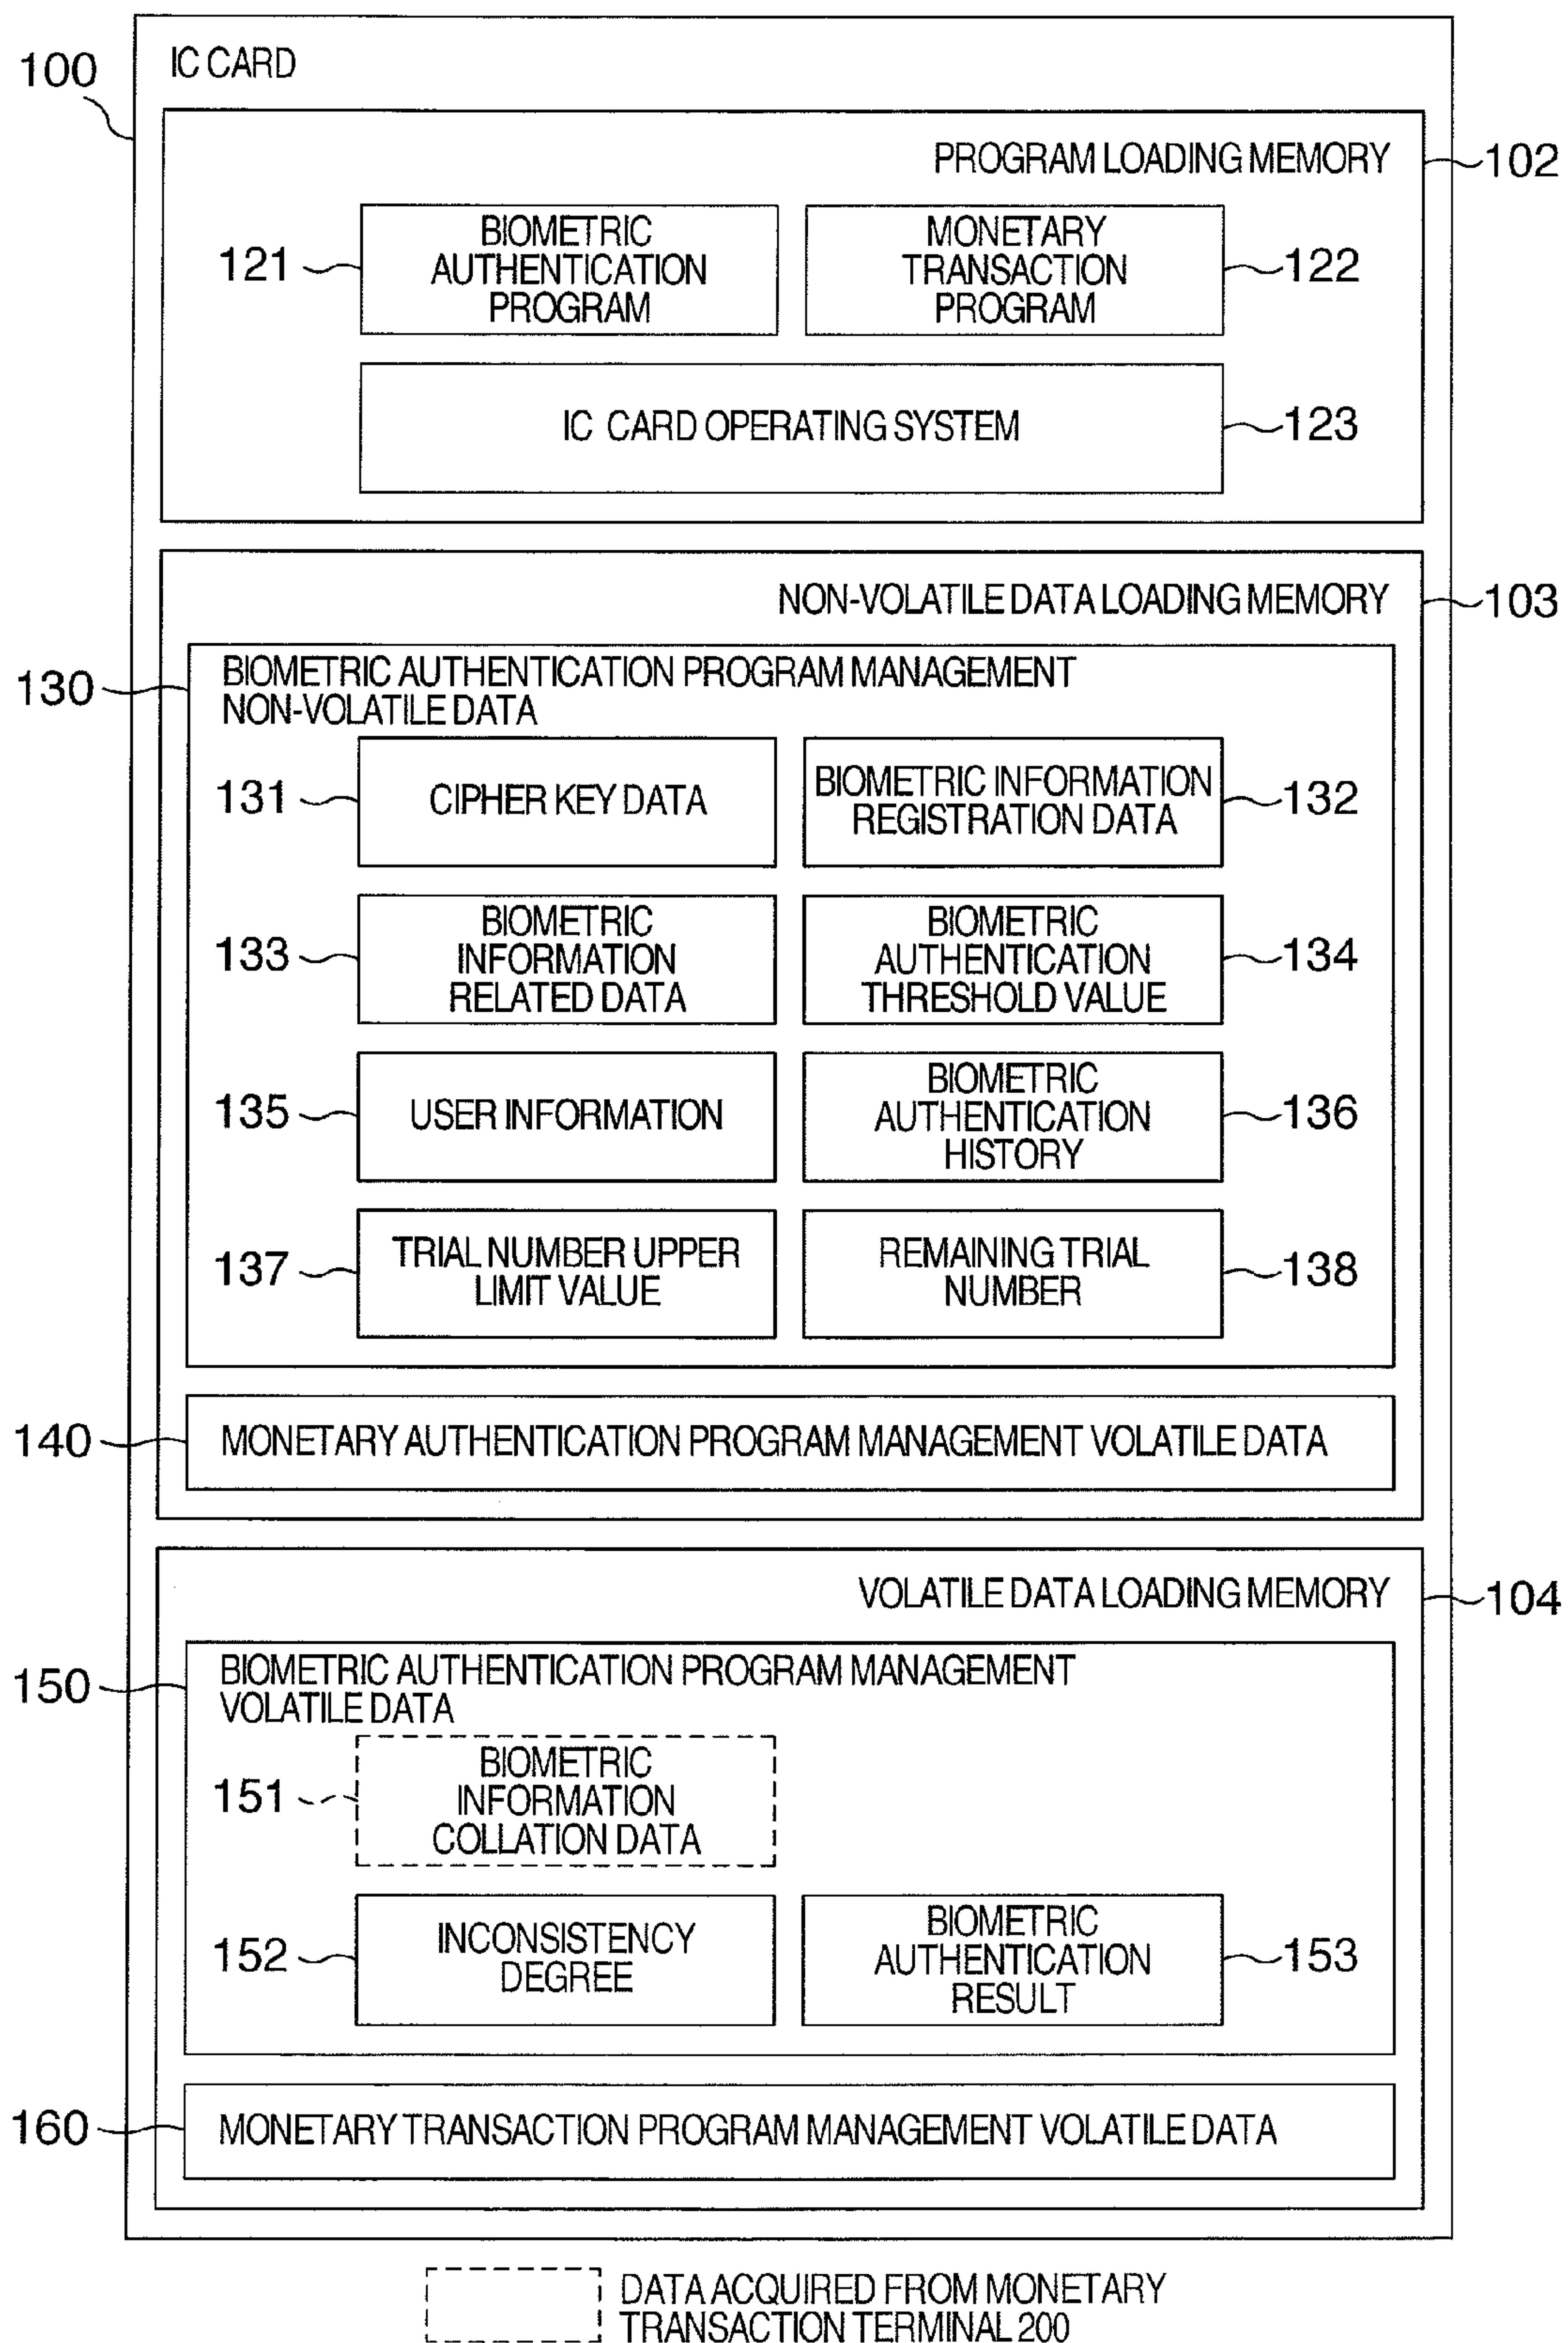 100
IC CARD
PROGRAM LOADING MEMORY
102
121
BIOMETRIC
AUTHENTICATION
PROGRAM
MONETARY
TRANSACTION
PROGRAM
122
IC CARD OPERATING SYSTEM
123
NON-VOLATILE DATA LOADING MEMORY
103
130
BIOMETRIC AUTHENTICATION PROGRAM MANAGEMENT
NON-VOLATILE DATA
131
CIPHER KEY DATA
BIOMETRIC INFORMATION
REGISTRATION DATA
132
133
BIOMETRIC
INFORMATION
RELATED DATA
BIOMETRIC
AUTHENTICATION
THRESHOLD VALUE
134
135
USER INFORMATION
BIOMETRIC
AUTHENTICATION
HISTORY
136
137
TRIAL NUMBER UPPER
LIMIT VALUE
REMAINING TRIAL
NUMBER
138
140
MONETARY AUTHENTICATION PROGRAM MANAGEMENT VOLATILE DATA
VOLATILE DATA LOADING MEMORY
104
150
BIOMETRIC AUTHENTICATION PROGRAM MANAGEMENT
VOLATILE DATA
151
BIOMETRIC
INFORMATION
COLLATION DATA
152
INCONSISTENCY
DEGREE
BIOMETRIC
AUTHENTICATION
RESULT
153
160
MONETARY TRANSACTION PROGRAM MANAGEMENT VOLATILE DATA
DATA ACQUIRED FROM MONETARY
TRANSACTION TERMINAL 200